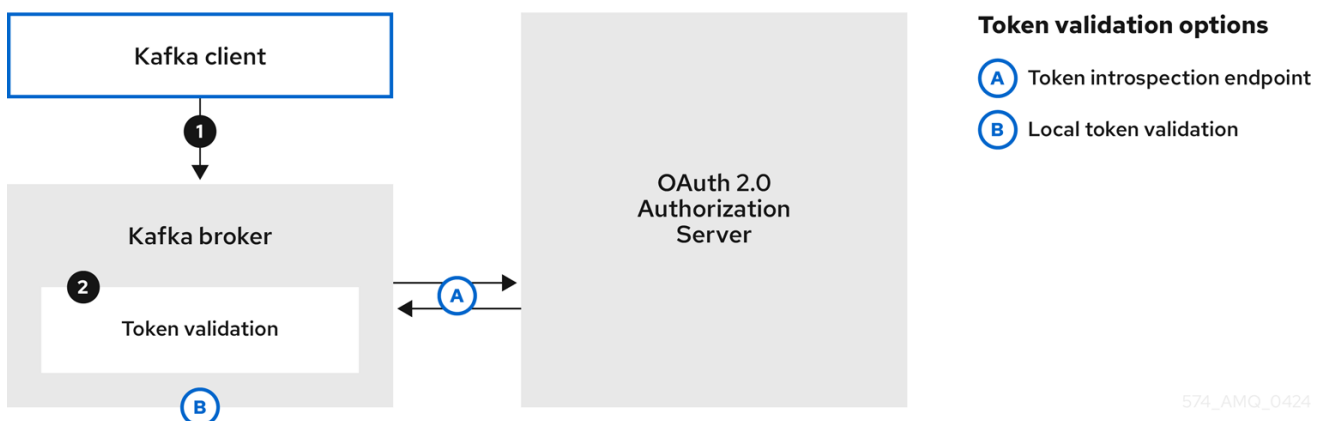 Kafka client
1
Kafka broker
2
Token validation
B
A
OAuth 2.0
Authorization
Server
Token validation options
A Token introspection endpoint
B Local token validation
574_AMQ_0424